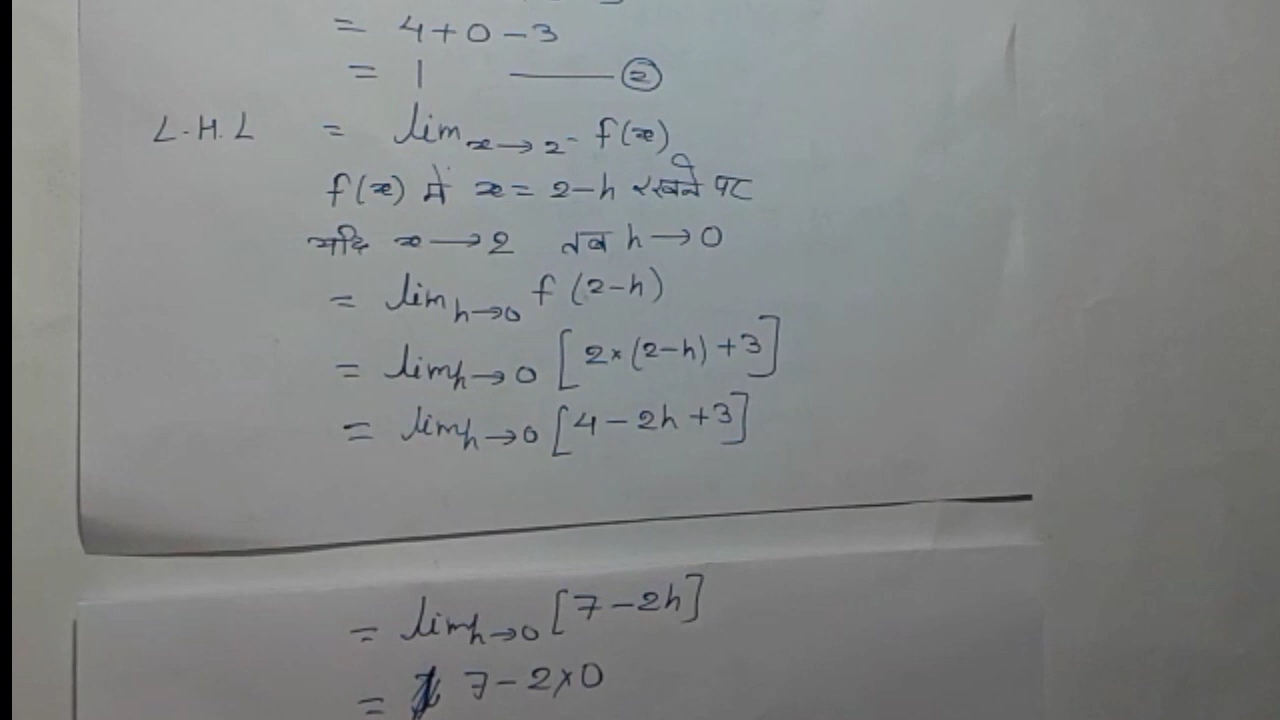 = 4+0-3
= 1 ——— ②
L.H.L = lim x→2⁻ f(x)
f(x) में x = 2-h रखने पर
यदि x→2 तब h→0
= lim h→0 f(2-h)
= lim h→0 [2×(2-h)+3]
= lim h→0 [4-2h+3]
= lim h→0 [7-2h]
= 7-2×0